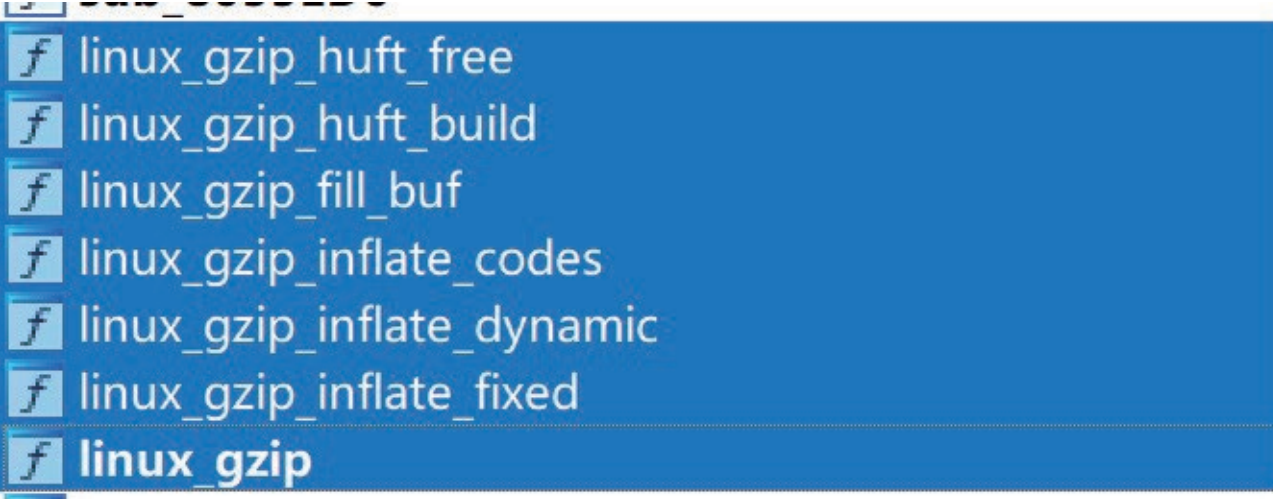 linux_gzip_huft_free
linux_gzip_huft_build
linux_gzip_fill_buf
linux_gzip_inflate_codes
linux_gzip_inflate_dynamic
linux_gzip_inflate_fixed
linux_gzip